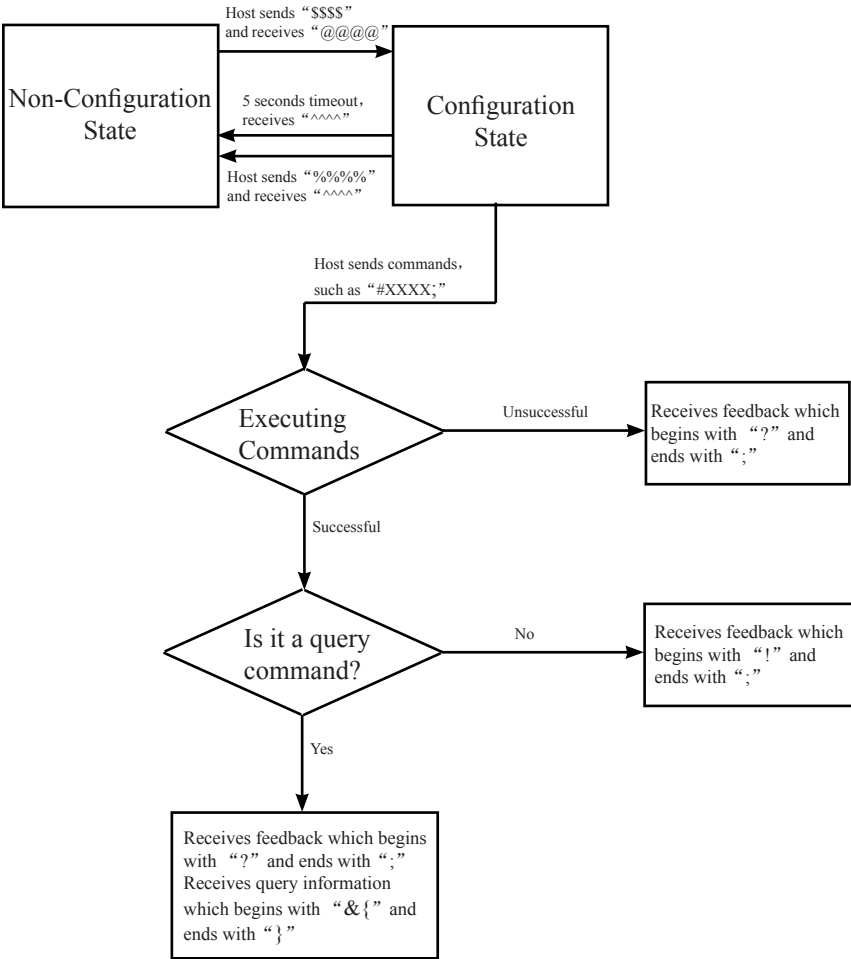 Host sends “$$$$”
and receives “@@@@”
Non-Configuration
State
5 seconds timeout，
receives “^^^^”
Configuration
State
Host sends “%%%%”
and receives “^^^^”
Host sends commands，
such as “#XXXX;”
Executing
Commands
Unsuccessful
Receives feedback which
begins with “?” and
ends with “;”
Successful
Is it a query
command?
No
Receives feedback which
begins with “!” and
ends with “;”
Yes
Receives feedback which begins
with “?” and ends with “;”
Receives query information
which begins with “&{” and
ends with “}”